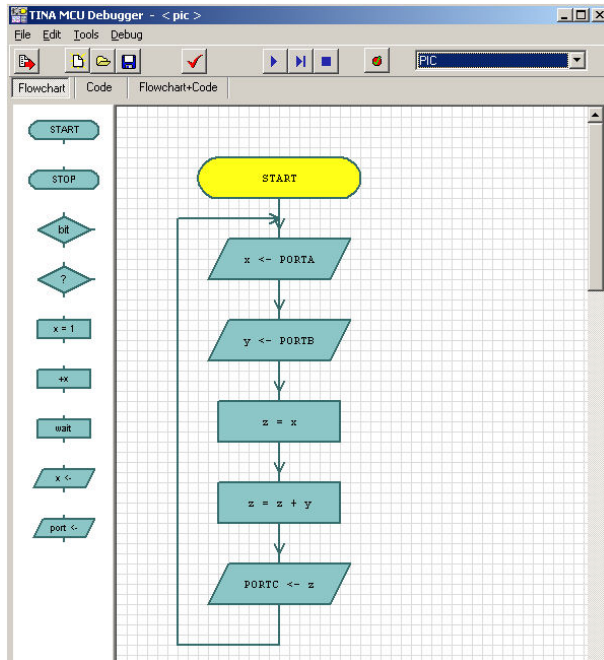 TINA MCU Debugger - < pic >
File Edit Tools Debug
PIC
Flowchart Code Flowchart+Code
START
STOP
bit
?
x = 1
+x
wait
x <-
port <-
START
x <- PORTA
y <- PORTB
z = x
z = z + y
PORTC <- z